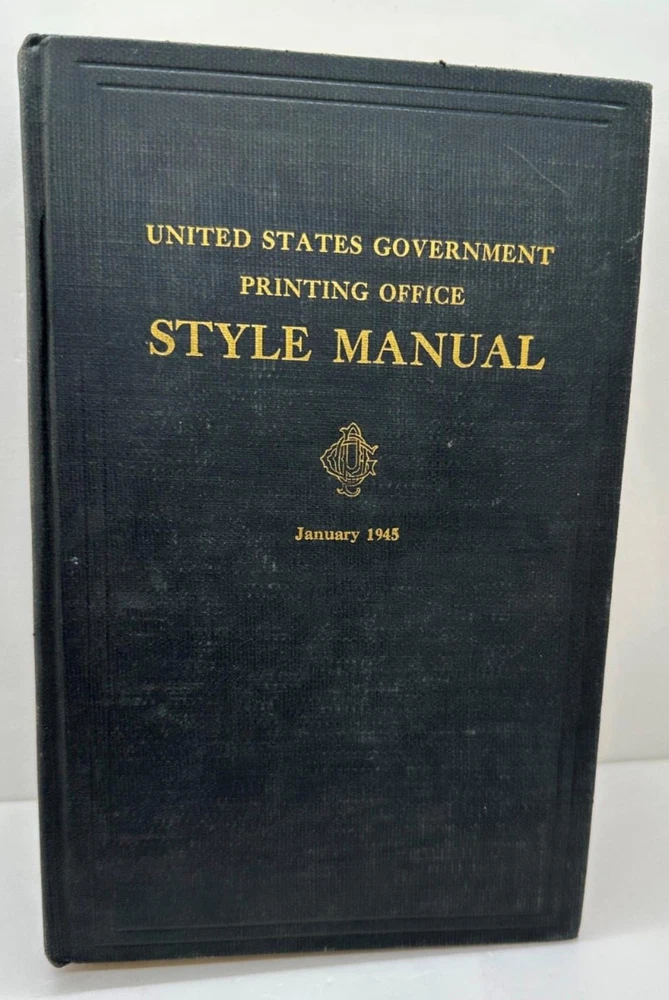 UNITED STATES GOVERNMENT
PRINTING OFFICE
STYLE MANUAL
January 1945